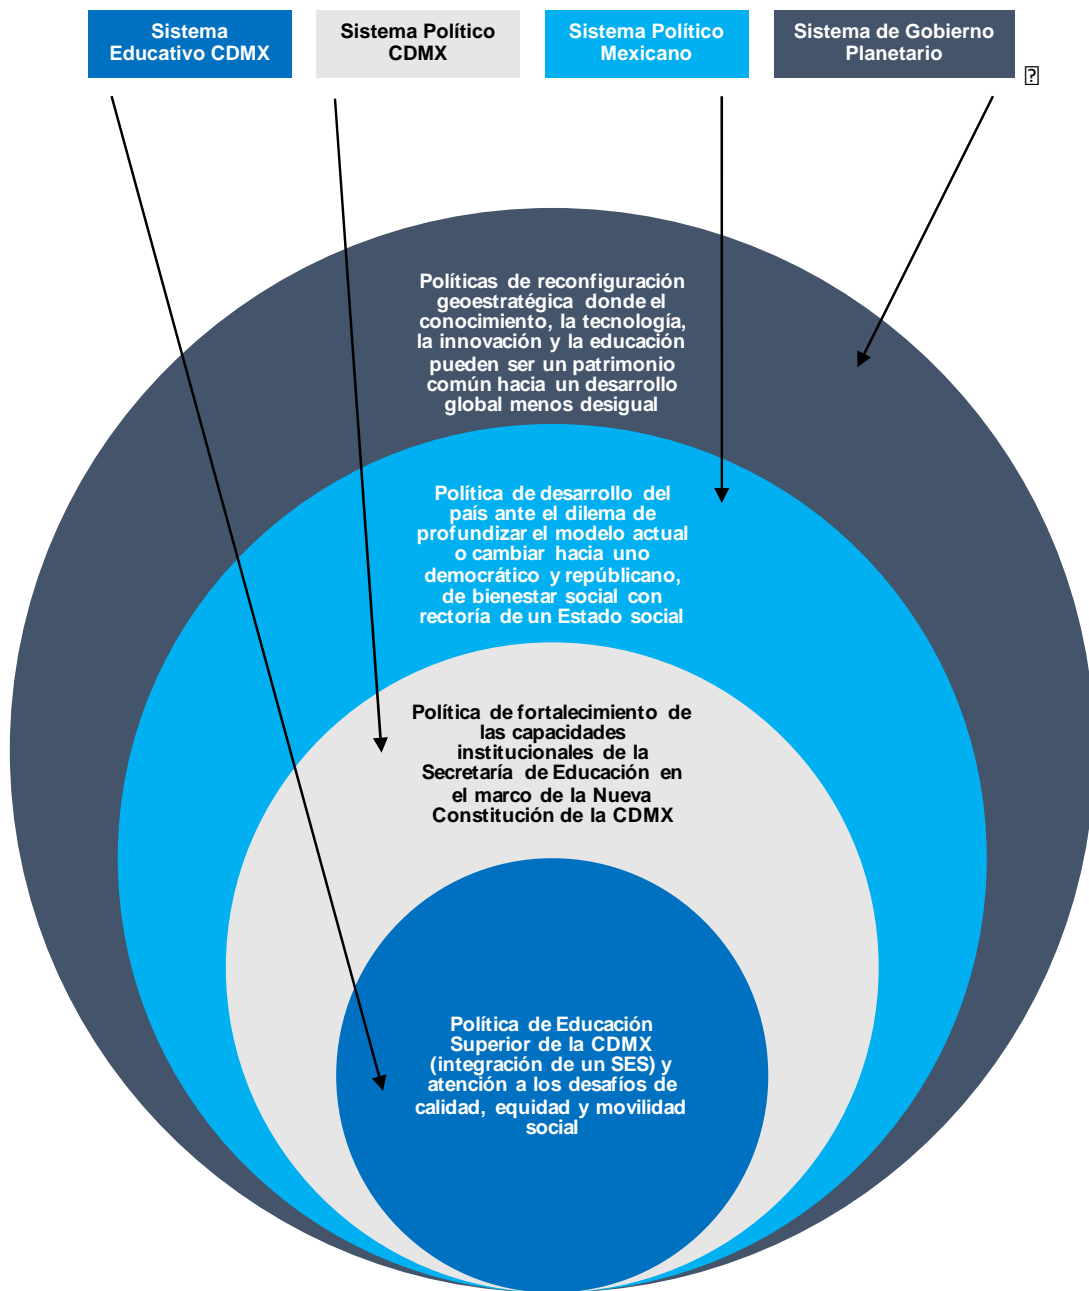 Sistema
Educativo CDMX
Sistema Político
CDMX
Sistema Político
Mexicano
Sistema de Gobierno
Planetario
Políticas de reconfiguración
geoestratégica donde el
conocimiento, la tecnología,
la innovación y la educación
pueden ser un patrimonio
común hacia un desarrollo
global menos desigual
Política de desarrollo del
país ante el dilema de
profundizar el modelo actual
o cambiar hacia uno
democrático y repúblicano,
de bienestar social con
rectoría de un Estado social
Política de fortalecimiento de
las capacidades
institucionales de la
Secretaría de Educación en
el marco de la Nueva
Constitución de la CDMX
Política de Educación
Superior de la CDMX
(integración de un SES) y
atención a los desafíos de
calidad, equidad y movilidad
social